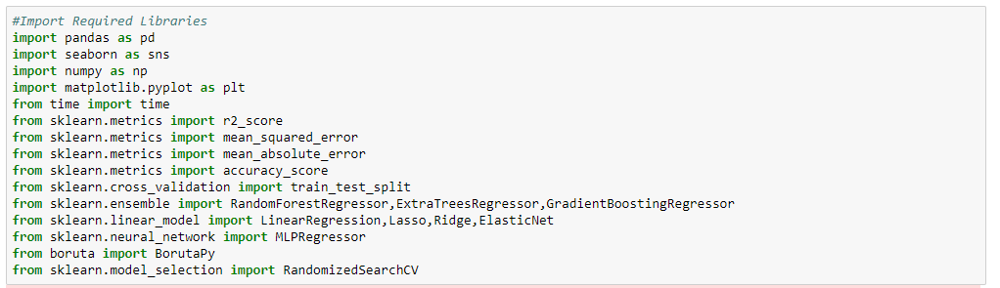 #Import Required Libraries
import pandas as pd
import seaborn as sns
import numpy as np
import matplotlib.pyplot as plt
from time import time
from sklearn.metrics import r2_score
from sklearn.metrics import mean_squared_error
from sklearn.metrics import mean_absolute_error
from sklearn.metrics import accuracy_score
from sklearn.cross_validation import train_test_split
from sklearn.ensemble import RandomForestRegressor,ExtraTreesRegressor,GradientBoostingRegressor
from sklearn.linear_model import LinearRegression,Lasso,Ridge,ElasticNet
from sklearn.neural_network import MLPRegressor
from boruta import BorutaPy
from sklearn.model_selection import RandomizedSearchCV